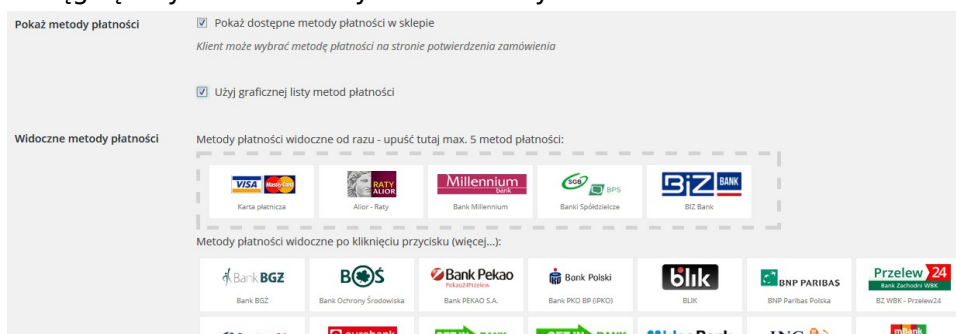 Pokaż metody płatności
Pokaż dostępne metody płatności w sklepie
Klient może wybrać metodę płatności na stronie potwierdzenia zamówienia
Użyj graficznej listy metod płatności
Widoczne metody płatności
Metody płatności widoczne od razu - upuść tutaj max. 5 metod płatności:
VISA MasterCard
RATY ALIOR
Millennium bank
SGB BPS
BIZ BANK
Karta płatnicza
Alior - Raty
Bank Millennium
Banki Spółdzielcze
BIZ Bank
Metody płatności widoczne po kliknięciu przycisku (więcej...):
Bank BGŻ
BOŚ
Bank Pekao
Pekao24Przelew
Bank Polski
blik
BNP PARIBAS
Przelew 24
Bank Zachodni WBK
Bank BGŻ
Bank Ochrony Środowiska
Bank PEKAO S.A.
Bank PKO BP (iPKO)
BLIK
BNP Paribas Polska
BZ WBK - Przelew24
eurobank
mBank